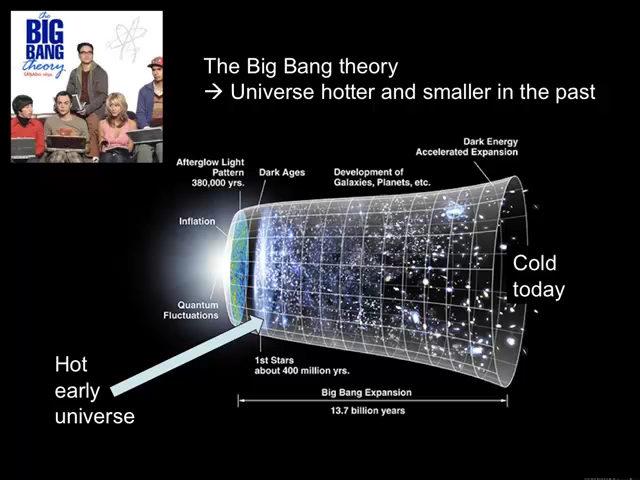 the
BIG
BANG
theory
The Big Bang theory
→ Universe hotter and smaller in the past
Dark Energy
Accelerated Expansion
Afterglow Light
Pattern
380,000 yrs.
Dark Ages
Development of
Galaxies, Planets, etc.
Inflation
Cold
today
Quantum
Fluctuations
Hot
early
universe
1st Stars
about 400 million yrs.
Big Bang Expansion
13.7 billion years